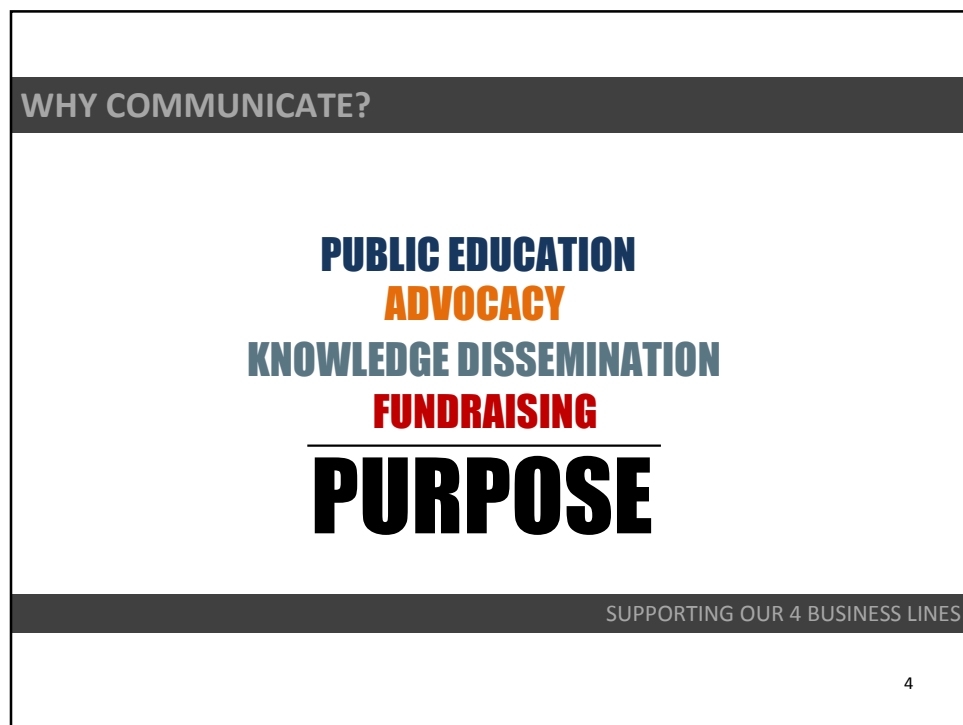 WHY COMMUNICATE?
PUBLIC EDUCATION
ADVOCACY
KNOWLEDGE DISSEMINATION
FUNDRAISING
PURPOSE
SUPPORTING OUR 4 BUSINESS LINES
4